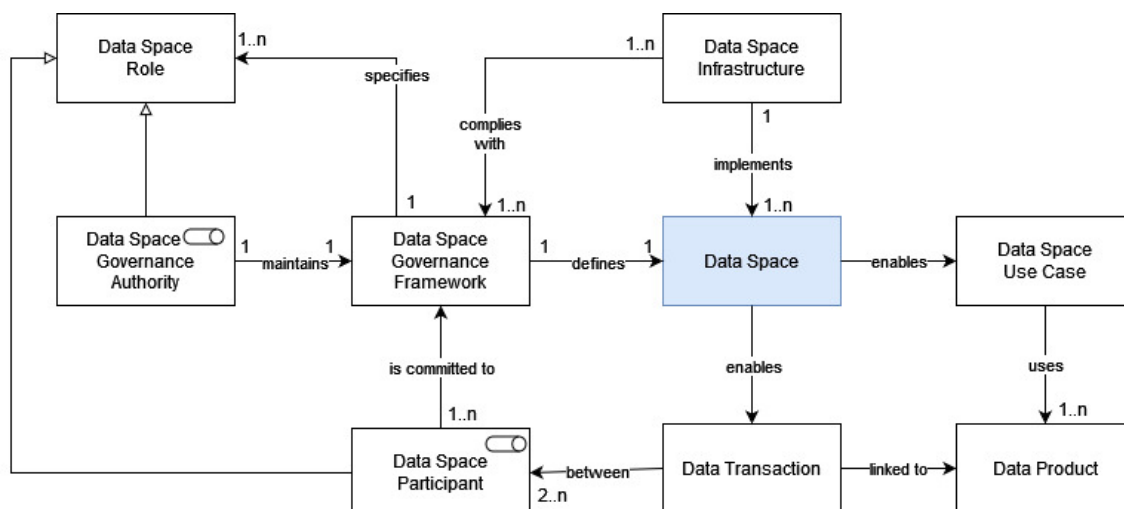 Data Space
Role
1..n
specifies
1
1..n
Data Space
Infrastructure
complies
with
1..n
1
implements
1..n
Data Space
Governance
Authority
1
maintains
1
Data Space
Governance
Framework
1
defines
1
Data Space
enables
Data Space
Use Case
is committed to
1..n
enables
uses
1..n
Data Space
Participant
2..n
between
Data Transaction
linked to
Data Product